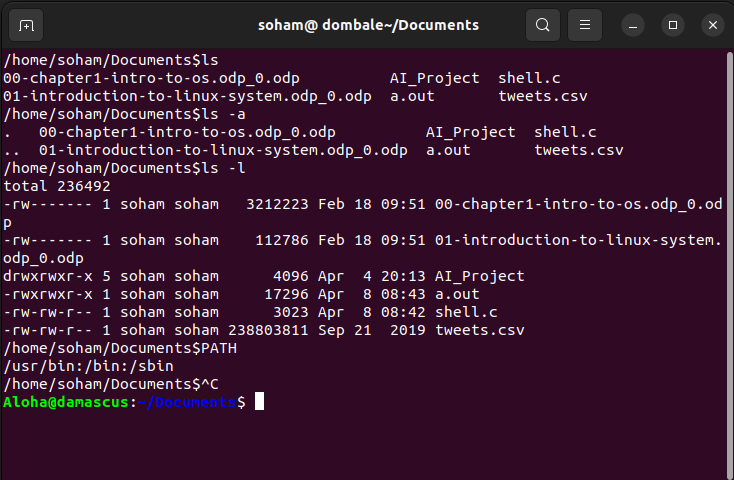 soham@ dombale~/Documents
/home/soham/Documents$ls
00-chapter1-intro-to-os.odp_0.odp          AI_Project  shell.c
01-introduction-to-linux-system.odp_0.odp  a.out       tweets.csv
/home/soham/Documents$ls -a
.   00-chapter1-intro-to-os.odp_0.odp          AI_Project  shell.c
..  01-introduction-to-linux-system.odp_0.odp  a.out       tweets.csv
/home/soham/Documents$ls -l
total 236492
-rw------- 1 soham soham   3212223 Feb 18 09:51 00-chapter1-intro-to-os.odp_0.od
p
-rw------- 1 soham soham    112786 Feb 18 09:51 01-introduction-to-linux-system.
odp_0.odp
drwxrwxr-x 5 soham soham      4096 Apr  4 20:13 AI_Project
-rwxrwxr-x 1 soham soham     17296 Apr  8 08:43 a.out
-rw-rw-r-- 1 soham soham      3023 Apr  8 08:42 shell.c
-rw-rw-r-- 1 soham soham 238803811 Sep 21  2019 tweets.csv
/home/soham/Documents$PATH
/usr/bin:/bin:/sbin
/home/soham/Documents$^C
Aloha@damascus:~/Documents$